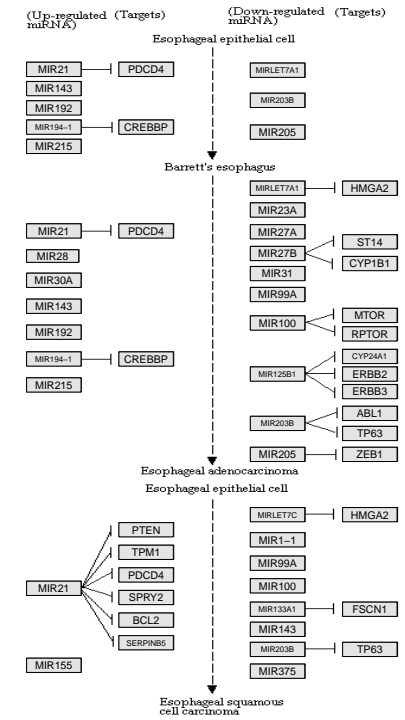 (Up-regulated miRNA) (Targets)
(Down-regulated miRNA) (Targets)
Esophageal epithelial cell
MIR21
PDCD4
MIR143
MIR192
MIR194-1
CREBBP
MIR215
MIRLET7A1
MIR203B
MIR205
Barrett's esophagus
MIR21
PDCD4
MIR28
MIR30A
MIR143
MIR192
MIR194-1
CREBBP
MIR215
MIRLET7A1
HMGA2
MIR23A
MIR27A
MIR27B
ST14
CYP1B1
MIR31
MIR99A
MIR100
MTOR
RPTOR
MIR125B1
CYP24A1
ERBB2
ERBB3
MIR203B
ABL1
TP63
MIR205
ZEB1
Esophageal adenocarcinoma
Esophageal epithelial cell
MIR21
PTEN
TPM1
PDCD4
SPRY2
BCL2
SERPINB5
MIR155
MIRLET7C
HMGA2
MIR1-1
MIR99A
MIR100
MIR133A1
FSCN1
MIR143
MIR203B
TP63
MIR375
Esophageal squamous
cell carcinoma